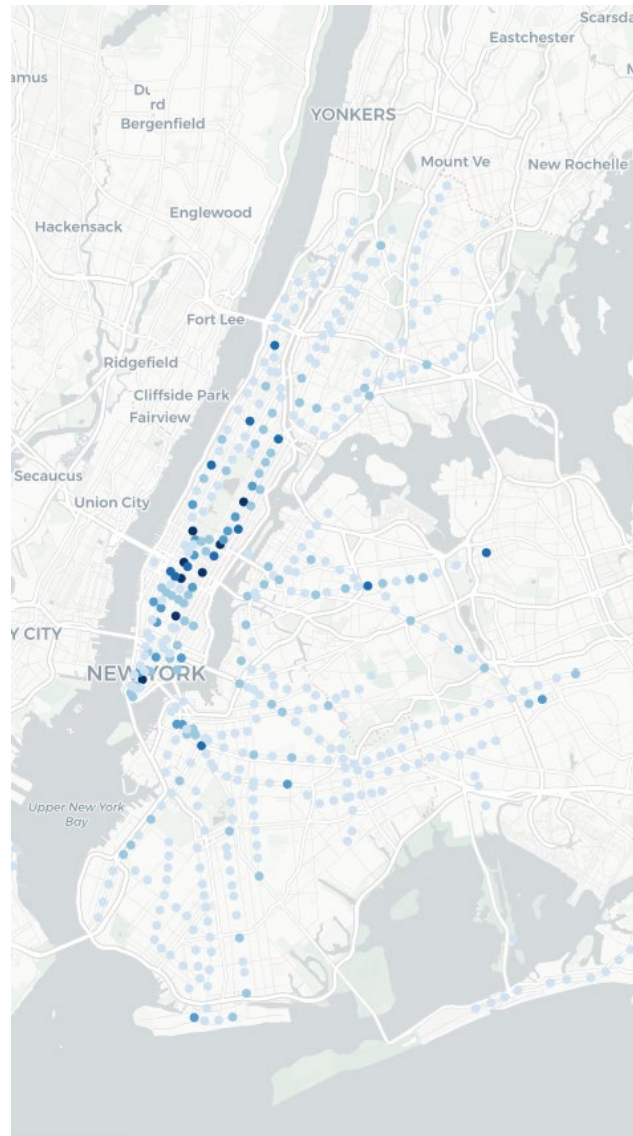 Scarsda
Eastchester
amus
Du
rd
Bergenfield
YONKERS
Mount Ve
New Rochelle
Englewood
Hackensack
Fort Lee
Ridgefield
Cliffside Park
Fairview
Secaucus
Union City
Y CITY
NEW YORK
Upper New York
Bay